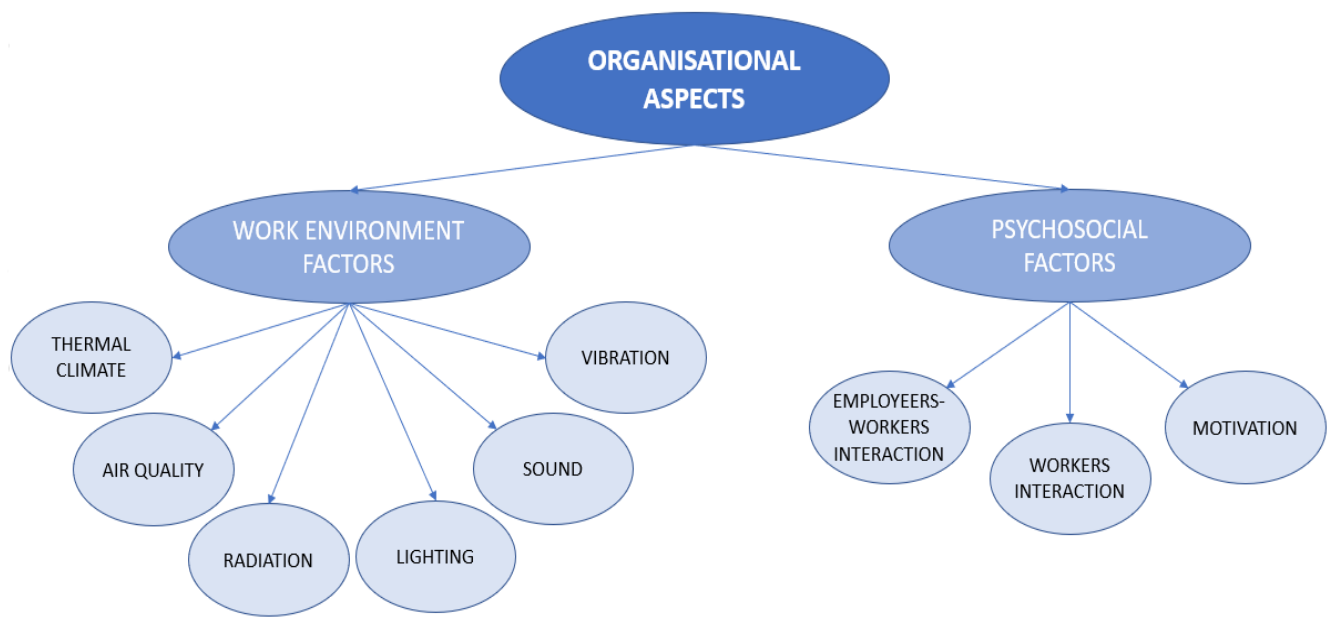 ORGANISATIONAL
ASPECTS
WORK ENVIRONMENT
FACTORS
PSYCHOSOCIAL
FACTORS
THERMAL
CLIMATE
AIR QUALITY
RADIATION
LIGHTING
SOUND
VIBRATION
EMPLOYEERS-
WORKERS
INTERACTION
WORKERS
INTERACTION
MOTIVATION